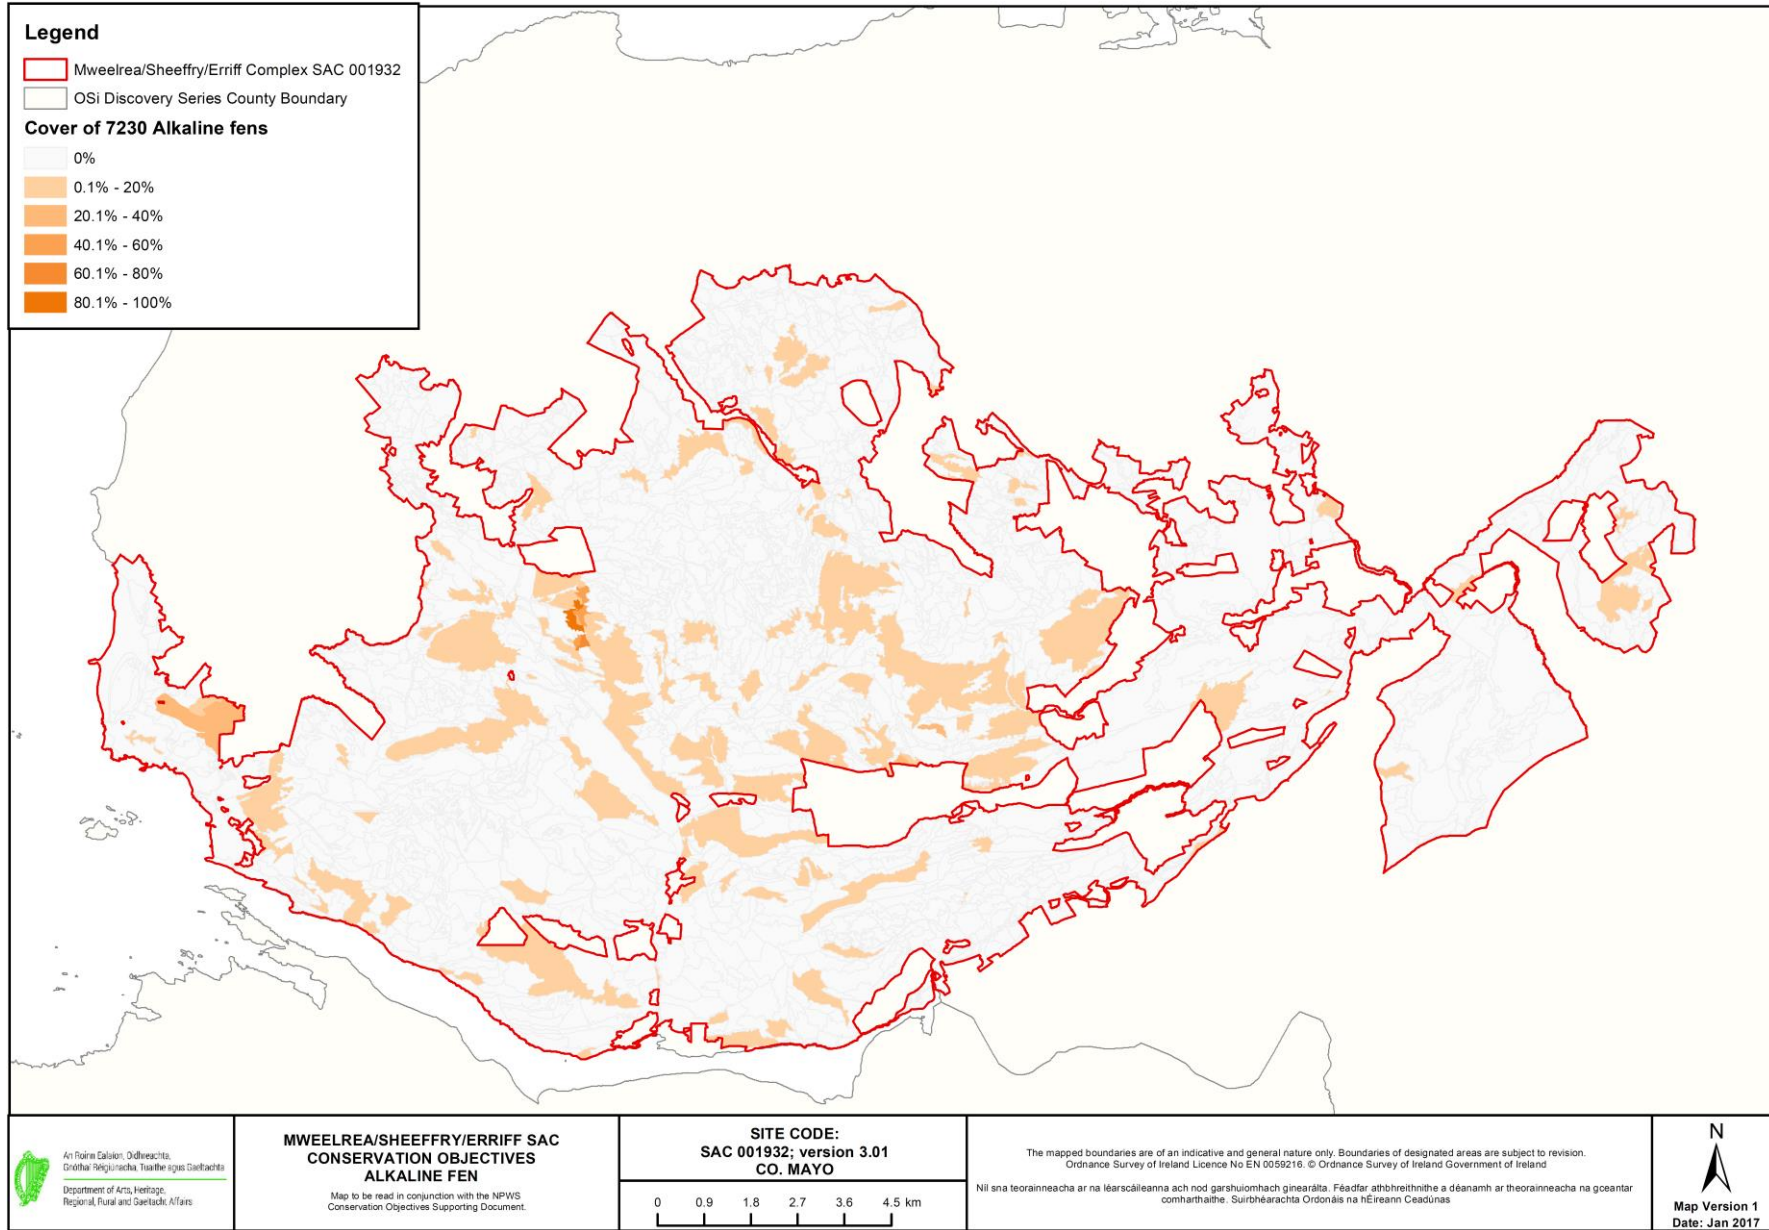 Legend
Mweelrea/Sheeffry/Erriff Complex SAC 001932
OSi Discovery Series County Boundary
Cover of 7230 Alkaline fens
0%
0.1% - 20%
20.1% - 40%
40.1% - 60%
60.1% - 80%
80.1% - 100%
An Roinn Ealaíon, Oidhreachta,
Gnóthaí Réigiúnacha, Tuaithe agus Gaeltachta
Department of Arts, Heritage,
Regional, Rural and Gaeltacht Affairs
MWEELREA/SHEEFFRY/ERRIFF SAC
CONSERVATION OBJECTIVES
ALKALINE FEN
Map to be read in conjunction with the NPWS
Conservation Objectives Supporting Document.
SITE CODE:
SAC 001932; version 3.01
CO. MAYO
0 0.9 1.8 2.7 3.6 4.5 km
The mapped boundaries are of an indicative and general nature only. Boundaries of designated areas are subject to revision.
Ordnance Survey of Ireland Licence No EN 0059216. © Ordnance Survey of Ireland Government of Ireland
Níl sna teorainneacha ar na léarscáileanna ach nod garshuiomhach ginearálta. Féadfar athbhreithnithe a déanamh ar theorainneacha na gceantar
comharthaithe. Suirbhéarachta Ordonáis na hÉireann Ceadúnas
N
Map Version 1
Date: Jan 2017